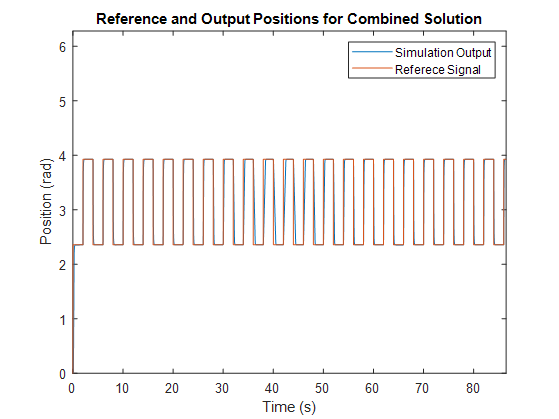 Reference and Output Positions for Combined Solution
Simulation Output
Referece Signal
6
5
4
3
2
1
0
Position (rad)
0 10 20 30 40 50 60 70 80
Time (s)